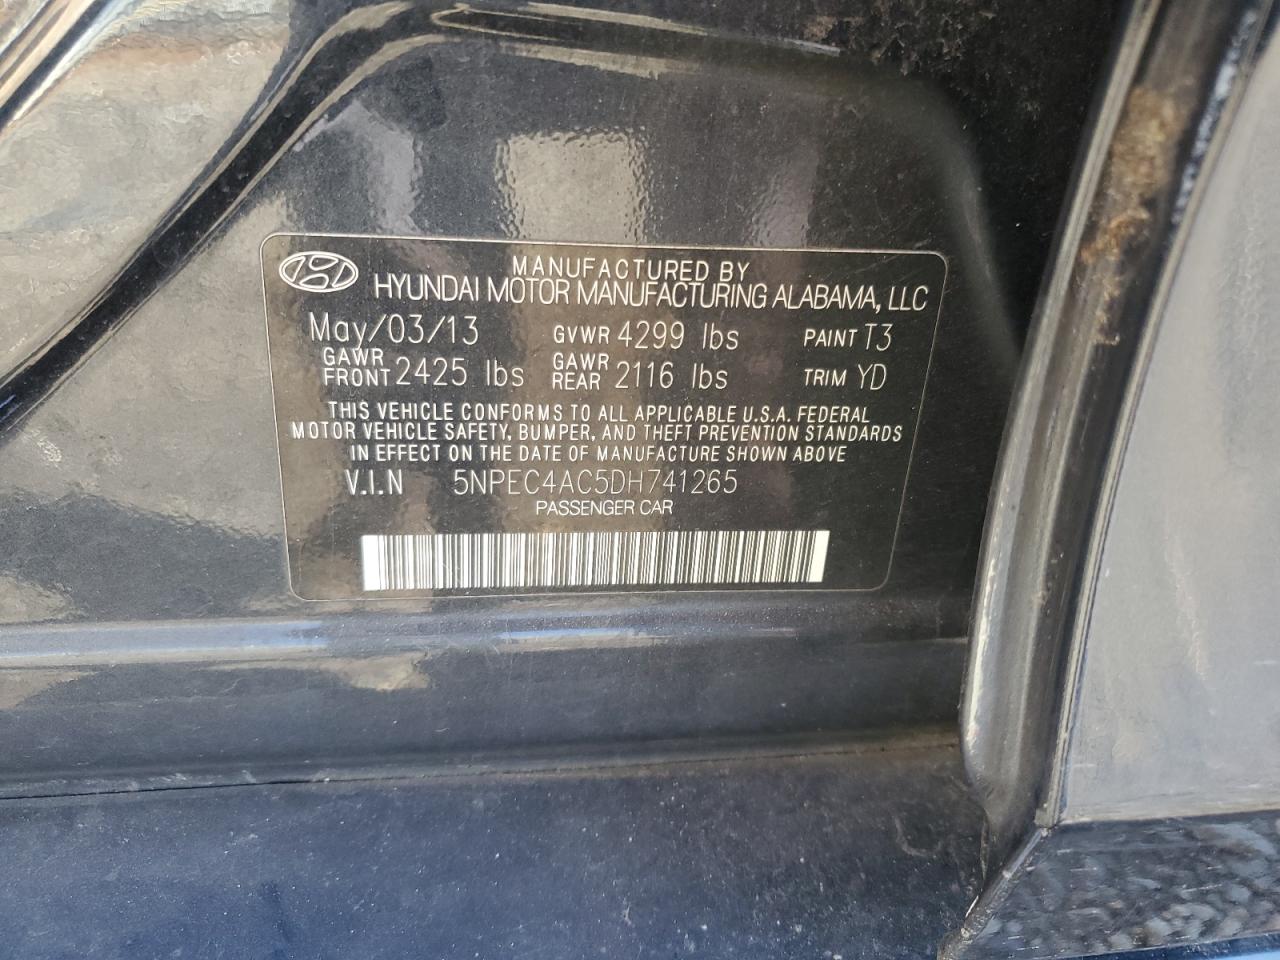 MANUFACTURED BY
HYUNDAI MOTOR MANUFACTURING ALABAMA, LLC
May/03/13 GVWR 4299 lbs PAINT T3
GAWR FRONT 2425 lbs GAWR REAR 2116 lbs TRIM YD
THIS VEHICLE CONFORMS TO ALL APPLICABLE U.S.A. FEDERAL
MOTOR VEHICLE SAFETY, BUMPER, AND THEFT PREVENTION STANDARDS
IN EFFECT ON THE DATE OF MANUFACTURE SHOWN ABOVE
V.I.N 5NPEC4AC5DH741265
PASSENGER CAR